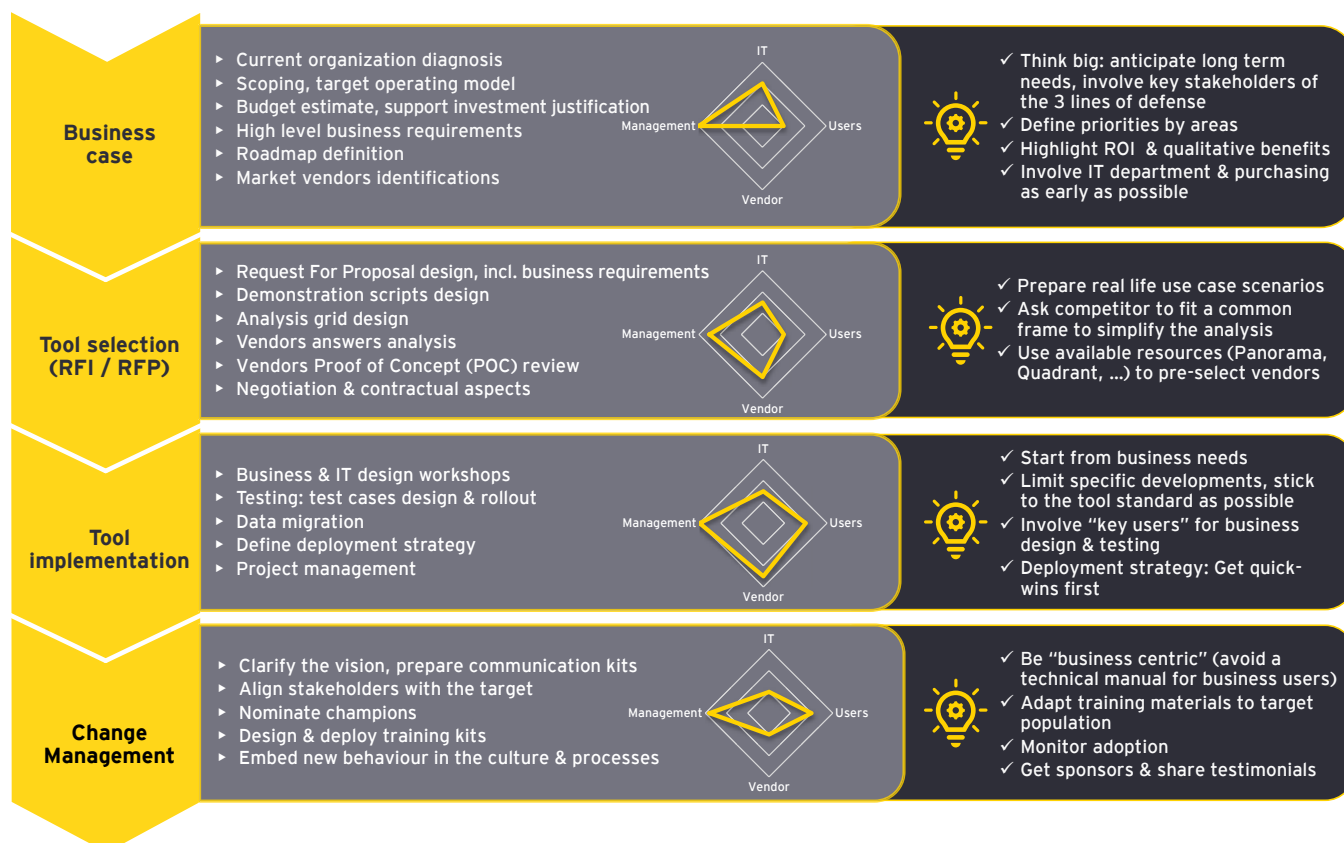 Business
case
▸ Current organization diagnosis
▸ Scoping, target operating model
▸ Budget estimate, support investment justification
▸ High level business requirements
▸ Roadmap definition
▸ Market vendors identifications
IT
Management
Users
Vendor
✓ Think big: anticipate long term
needs, involve key stakeholders of
the 3 lines of defense
✓ Define priorities by areas
✓ Highlight ROI & qualitative benefits
✓ Involve IT department & purchasing
as early as possible
Tool selection
(RFI / RFP)
▸ Request For Proposal design, incl. business requirements
▸ Demonstration scripts design
▸ Analysis grid design
▸ Vendors answers analysis
▸ Vendors Proof of Concept (POC) review
▸ Negotiation & contractual aspects
IT
Management
Users
Vendor
✓ Prepare real life use case scenarios
✓ Ask competitor to fit a common
frame to simplify the analysis
✓ Use available resources (Panorama,
Quadrant, ...) to pre-select vendors
Tool
implementation
▸ Business & IT design workshops
▸ Testing: test cases design & rollout
▸ Data migration
▸ Define deployment strategy
▸ Project management
IT
Management
Users
Vendor
✓ Start from business needs
✓ Limit specific developments, stick
to the tool standard as possible
✓ Involve “key users” for business
design & testing
✓ Deployment strategy: Get quick-
wins first
Change
Management
▸ Clarify the vision, prepare communication kits
▸ Align stakeholders with the target
▸ Nominate champions
▸ Design & deploy training kits
▸ Embed new behaviour in the culture & processes
IT
Management
Users
Vendor
✓ Be “business centric” (avoid a
technical manual for business users)
✓ Adapt training materials to target
population
✓ Monitor adoption
✓ Get sponsors & share testimonials